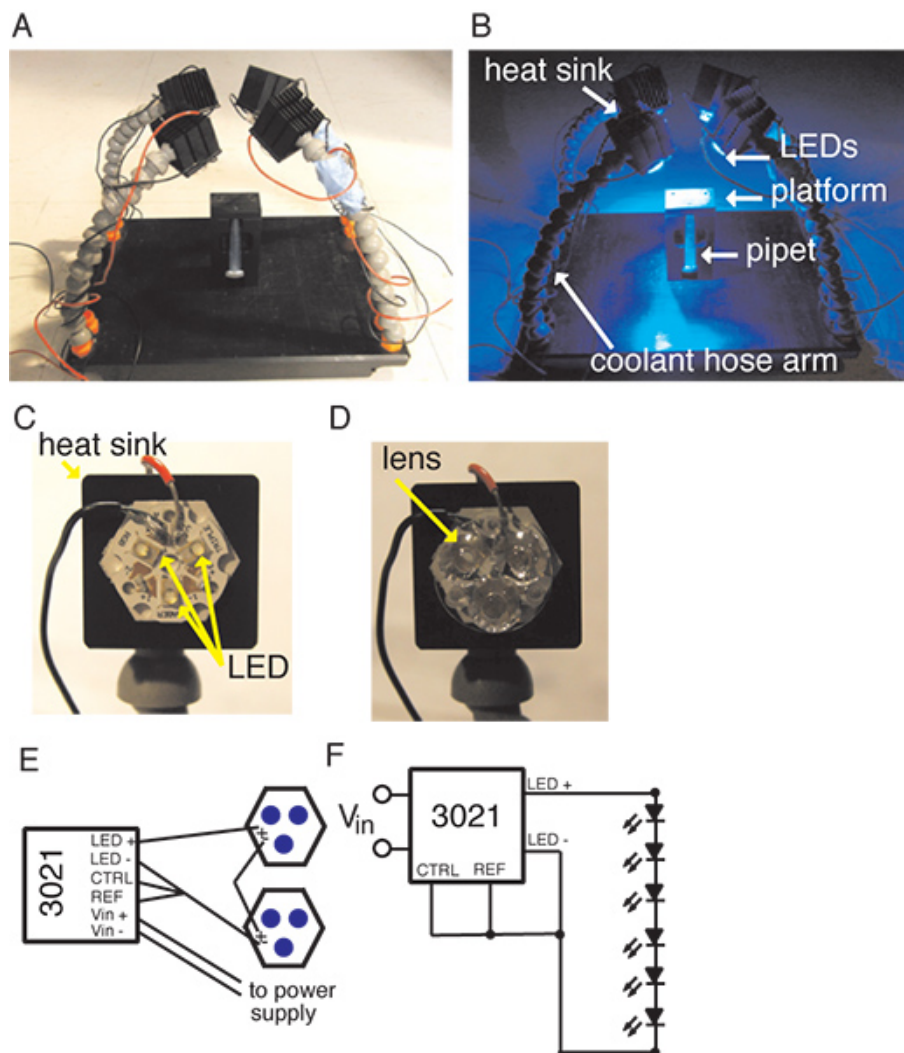 A
B
heat sink
LEDs
platform
pipet
coolant hose arm
C
D
heat sink
lens
LED
E
F
3021
LED +
LED -
CTRL
REF
Vin +
Vin -
to power
supply
Vin
3021
LED +
LED -
CTRL
REF